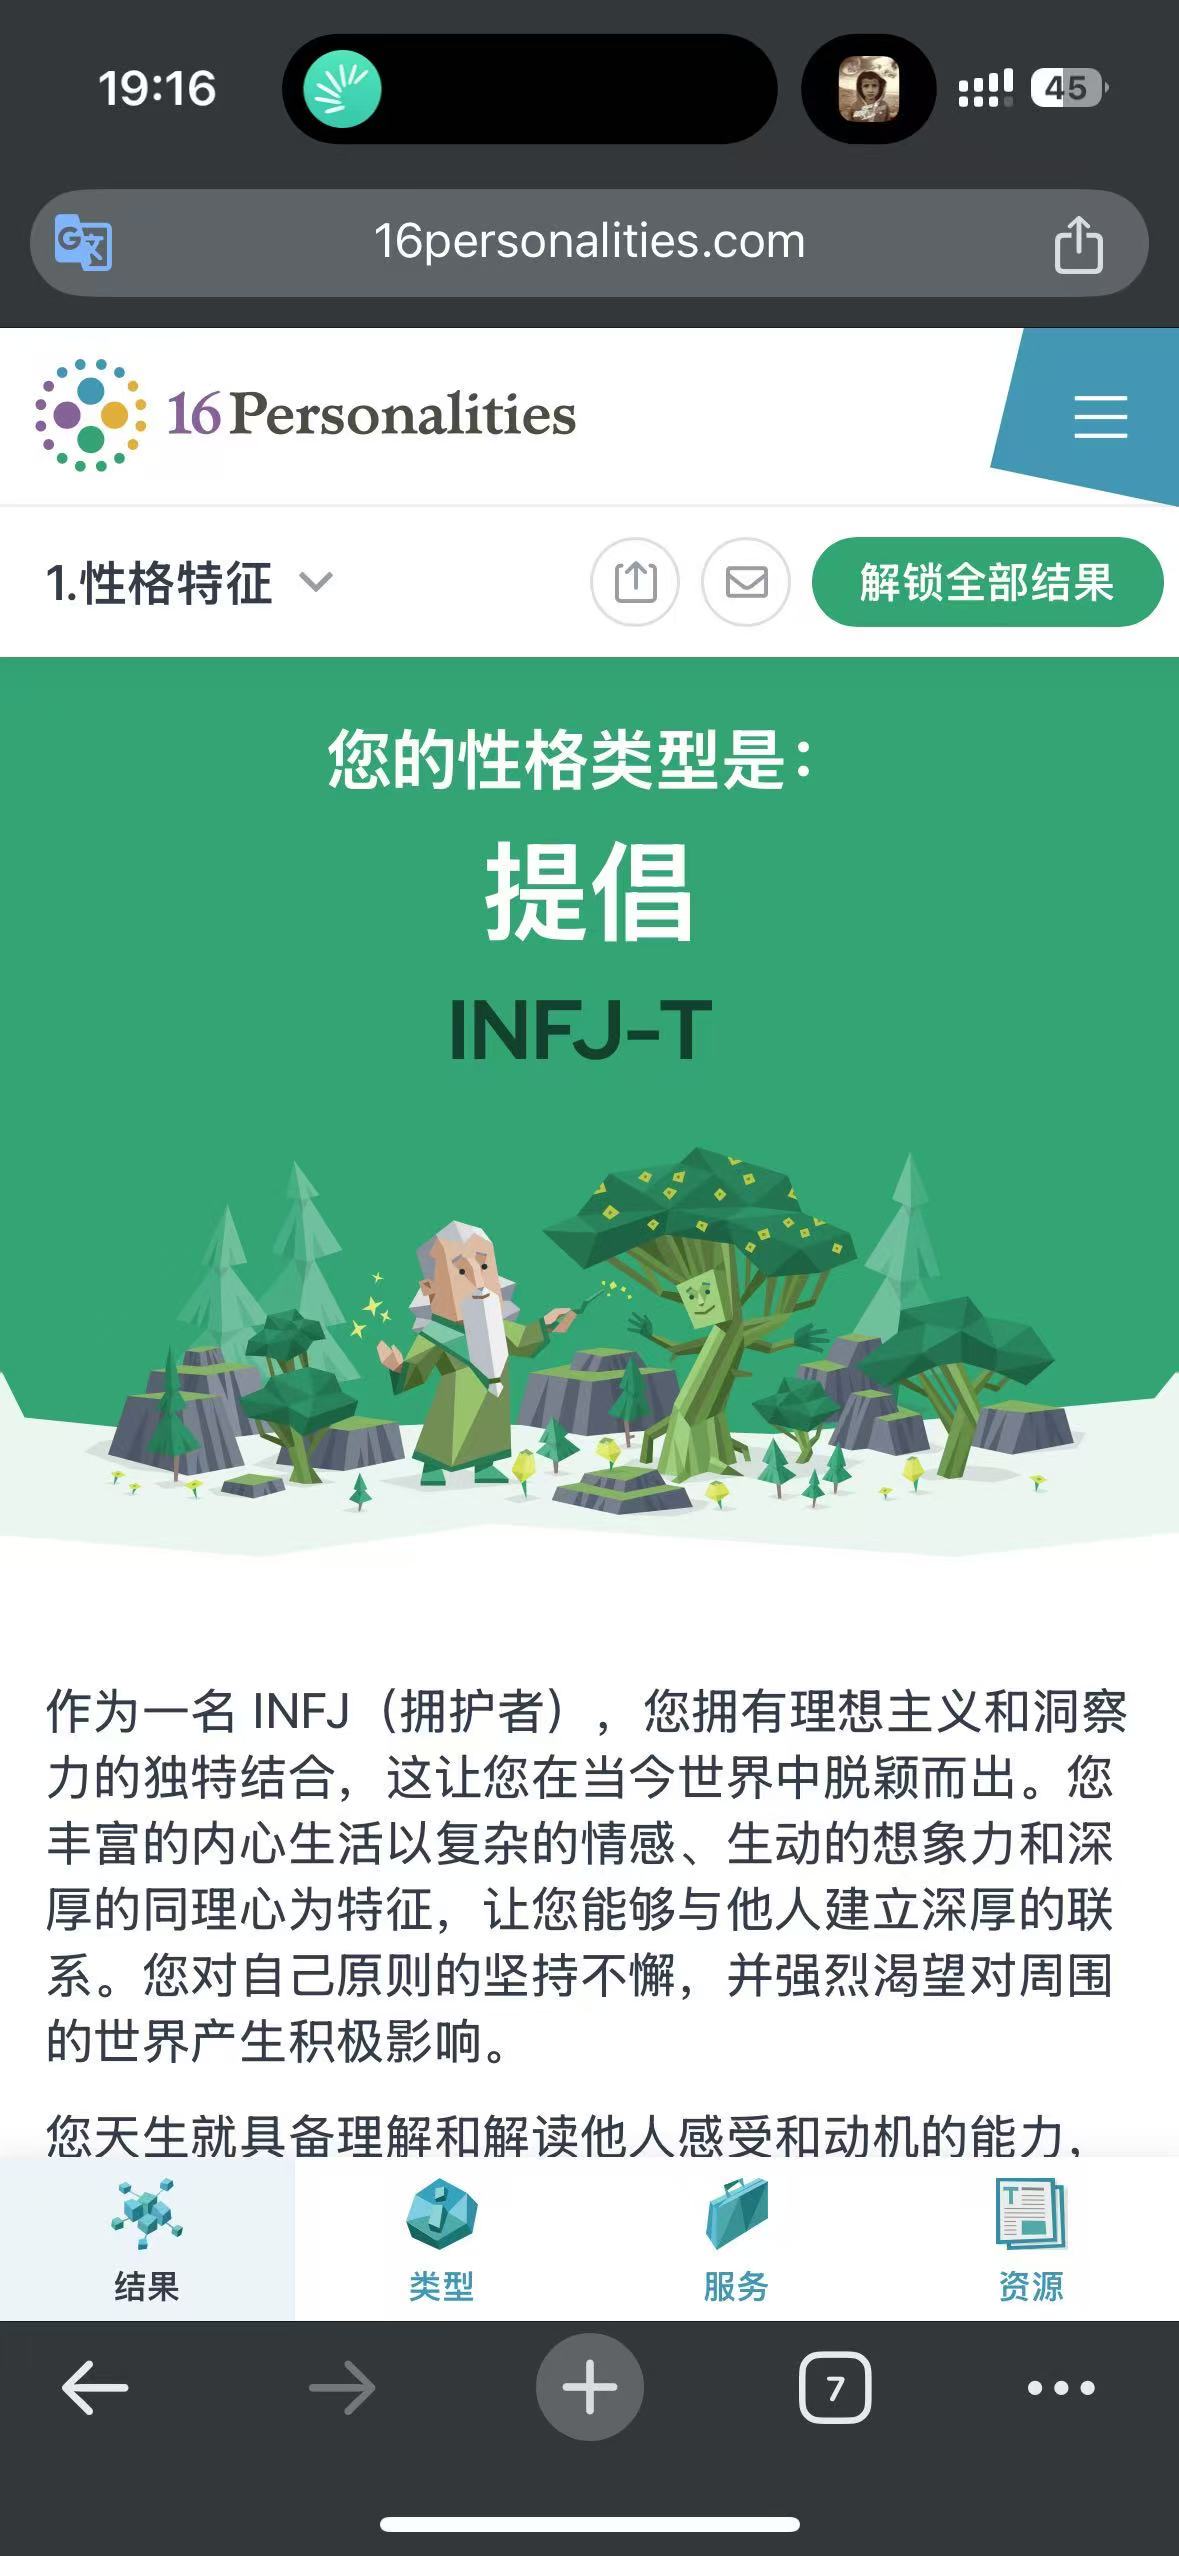 19:16
45
16personalities.com
16Personalities
1.性格特征
解锁全部结果
您的性格类型是：
提倡
INFJ-T
作为一名 INFJ（拥护者），您拥有理想主义和洞察
力的独特结合，这让您在当今世界中脱颖而出。您
丰富的内心生活以复杂的情感、生动的想象力和深
厚的同理心为特征，让您能够与他人建立深厚的联
系。您对自己原则的坚持不懈，并强烈渴望对周围
的世界产生积极影响。
您天生就具备理解和解读他人感受和动机的能力，
结果
类型
服务
资源
7